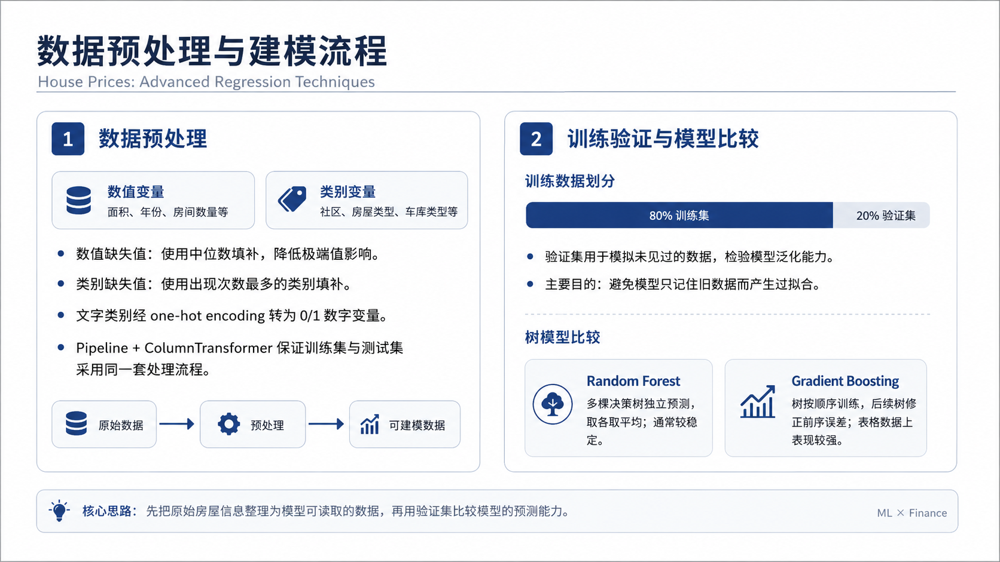 数据预处理与建模流程
House Prices: Advanced Regression Techniques
1 数据预处理
数值变量
面积、年份、房间数量等
类别变量
社区、房屋类型、车库类型等
数值缺失值：使用中位数填补，降低极端值影响。
类别缺失值：使用出现次数最多的类别填补。
文字类别经 one-hot encoding 转为 0/1 数字变量。
Pipeline + ColumnTransformer 保证训练集与测试集
采用同一套处理流程。
原始数据
预处理
可建模数据
2 训练验证与模型比较
训练数据划分
80% 训练集
20% 验证集
验证集用于模拟未见过的数据，检验模型泛化能力。
主要目的：避免模型只记住旧数据而产生过拟合。
树模型比较
Random Forest
多棵决策树独立预测，
取各取平均；通常较稳
定。
Gradient Boosting
树按顺序训练，后续树修
正前序误差；表格数据上
表现较强。
核心思路：先把原始房屋信息整理为模型可读取的数据，再用验证集比较模型的预测能力。
ML × Finance